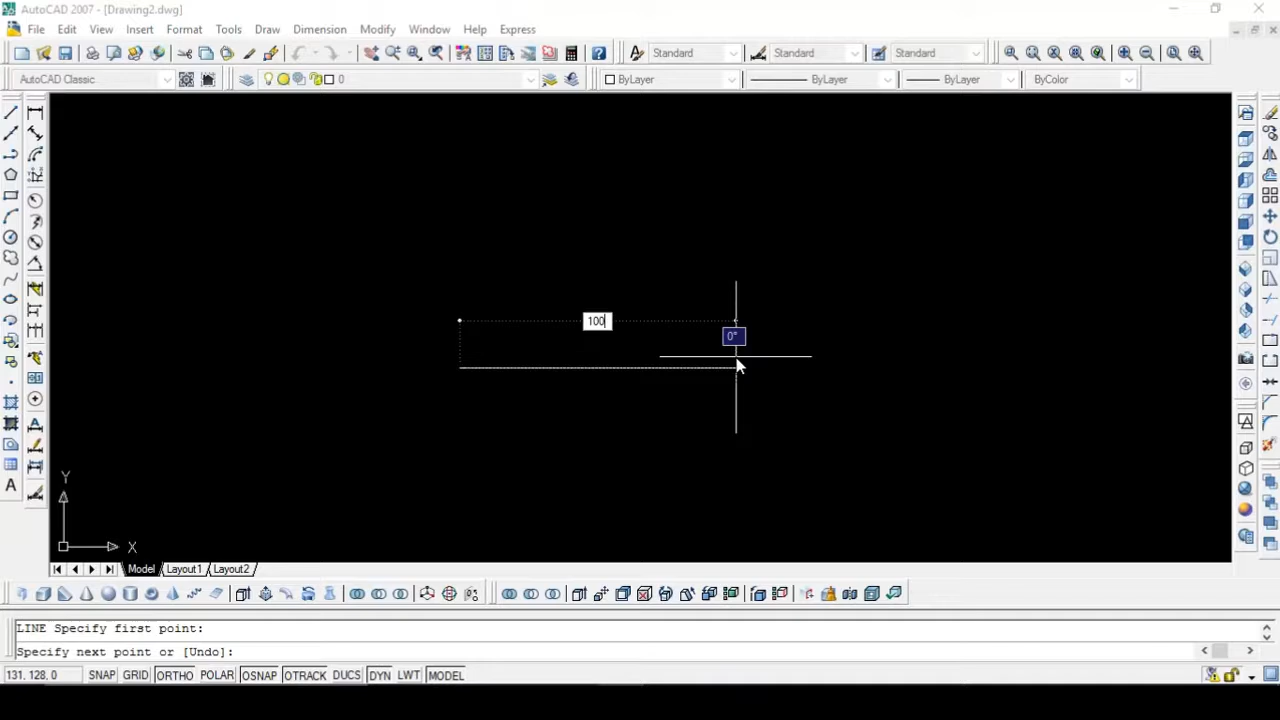 AutoCAD 2007 - [Drawing2.dwg]
File Edit View Insert Format Tools Draw Dimension Modify Window Help Express
Standard Standard Standard
AutoCAD Classic 0 ByLayer ByLayer ByLayer ByColor
100
0°
Y
X
Model Layout1 Layout2
LINE Specify first point:
Specify next point or [Undo]:
131, 128, 0 SNAP GRID ORTHO POLAR OSNAP OTRACK DUCS DYN LWT MODEL